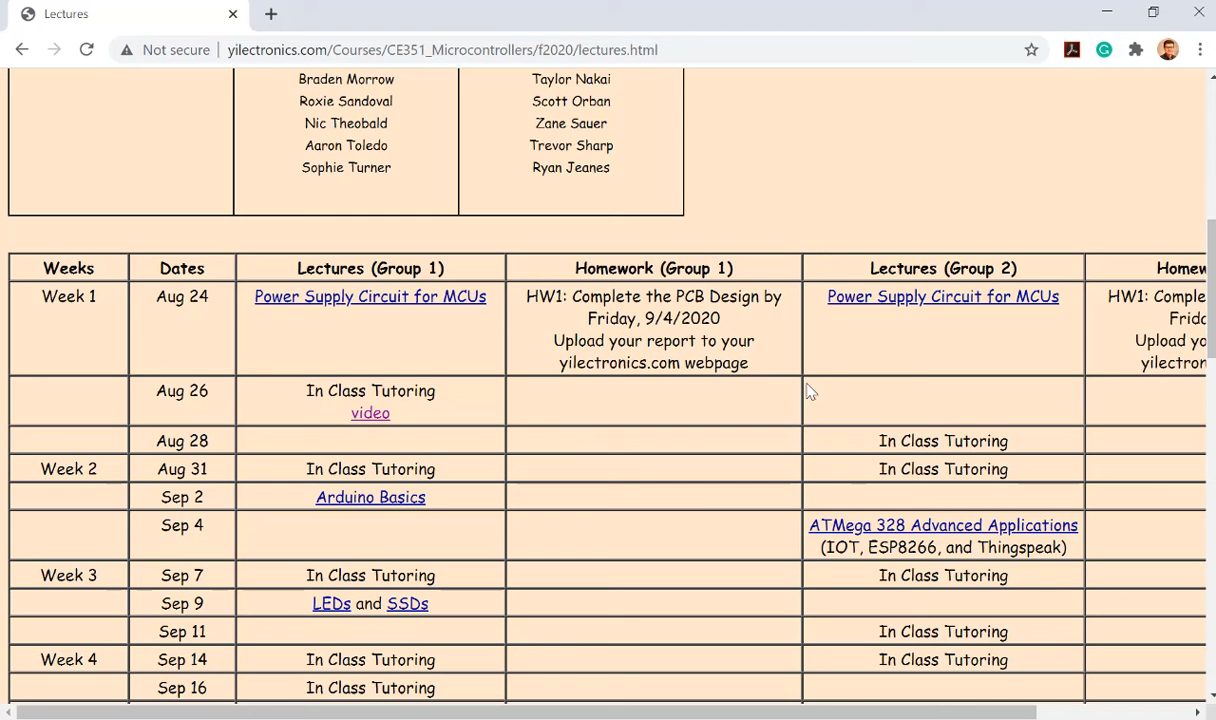 Lectures
Not secure yilectronics.com/Courses/CE351_Microcontrollers/f2020/lectures.html
Braden Morrow Taylor Nakai
Roxie Sandoval Scott Orban
Nic Theobald Zane Sauer
Aaron Toledo Trevor Sharp
Sophie Turner Ryan Jeanes
Weeks Dates Lectures (Group 1) Homework (Group 1) Lectures (Group 2) Homew
Week 1 Aug 24 Power Supply Circuit for MCUs HW1: Complete the PCB Design by Power Supply Circuit for MCUs HW1: Comple
Friday, 9/4/2020 Frida
Upload your report to your Upload yo
yilectronics.com webpage yilectron
Aug 26 In Class Tutoring
video
Aug 28 In Class Tutoring
Week 2 Aug 31 In Class Tutoring In Class Tutoring
Sep 2 Arduino Basics
Sep 4 ATMega 328 Advanced Applications
(IOT, ESP8266, and Thingspeak)
Week 3 Sep 7 In Class Tutoring In Class Tutoring
Sep 9 LEDs and SSDs
Sep 11 In Class Tutoring
Week 4 Sep 14 In Class Tutoring In Class Tutoring
Sep 16 In Class Tutoring